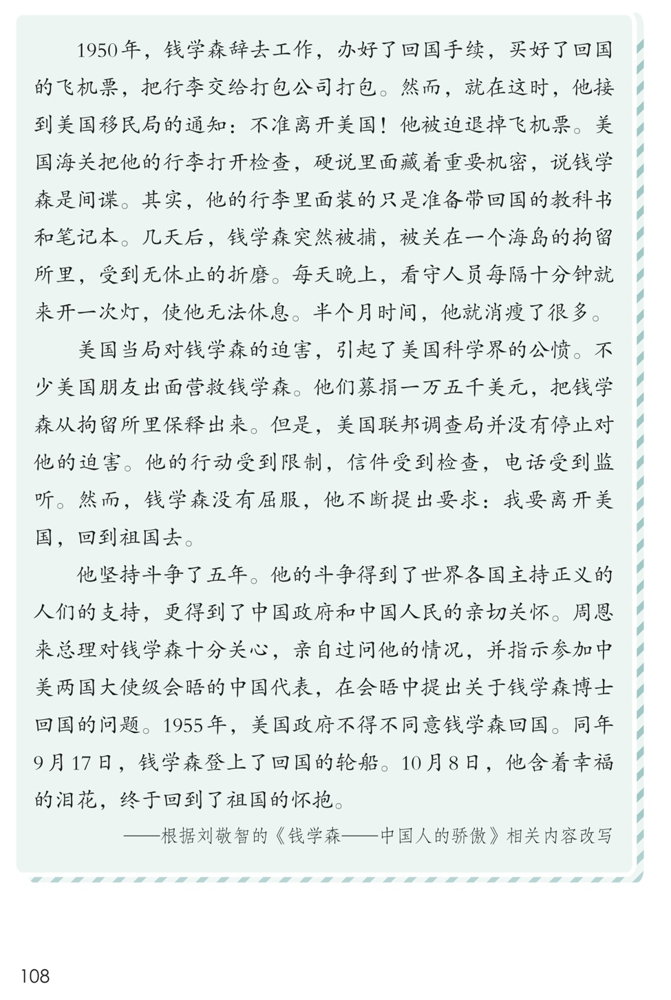 1950年，钱学森辞去工作，办好了回国手续，买好了回国
的飞机票，把行李交给打包公司打包。然而，就在这时，他接
到美国移民局的通知：不准离开美国！他被迫退掉飞机票。美
国海关把他的行李打开检查，硬说里面藏着重要机密，说钱学
森是间谍。其实，他的行李里面装的只是准备带回国的教科书
和笔记本。几天后，钱学森突然被捕，被关在一个海岛的拘留
所里，受到无休止的折磨。每天晚上，看守人员每隔十分钟就
来开一次灯，使他无法休息。半个月时间，他就消瘦了很多。
美国当局对钱学森的迫害，引起了美国科学界的公愤。不
少美国朋友出面营救钱学森。他们募捐一万五千美元，把钱学
森从拘留所里保释出来。但是，美国联邦调查局并没有停止对
他的迫害。他的行动受到限制，信件受到检查，电话受到监
听。然而，钱学森没有屈服，他不断提出要求：我要离开美
国，回到祖国去。
他坚持斗争了五年。他的斗争得到了世界各国主持正义的
人们的支持，更得到了中国政府和中国人民的亲切关怀。周恩
来总理对钱学森十分关心，亲自过问他的情况，并指示参加中
美两国大使级会晤的中国代表，在会晤中提出关于钱学森博士
回国的问题。1955年，美国政府不得不同意钱学森回国。同年
9月17日，钱学森登上了回国的轮船。10月8日，他含着幸福
的泪花，终于回到了祖国的怀抱。
——根据刘敬智的《钱学森——中国人的骄傲》相关内容改写
108